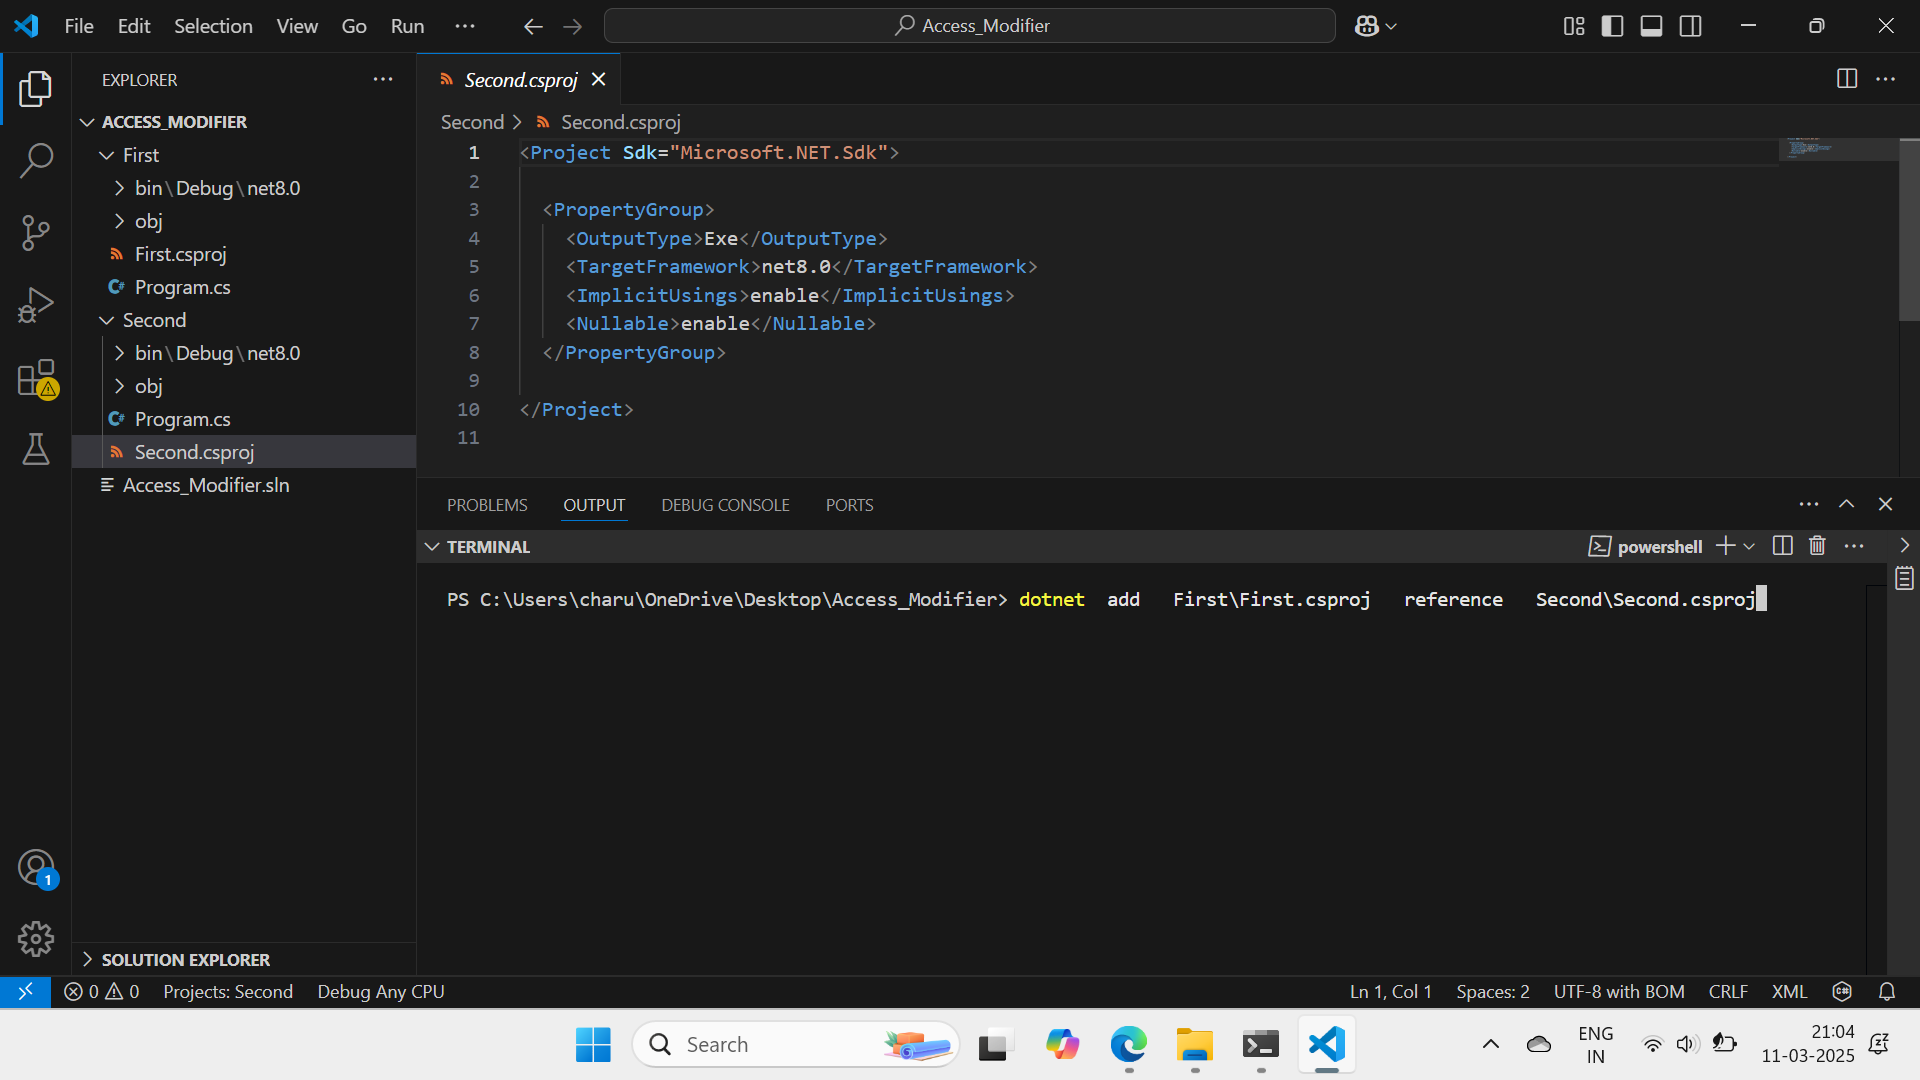 File Edit Selection View Go Run ··· Access_Modifier
EXPLORER ···
ACCESS_MODIFIER
First
bin\Debug\net8.0
obj
First.csproj
Program.cs
Second
bin\Debug\net8.0
obj
Program.cs
Second.csproj
Access_Modifier.sln
SOLUTION EXPLORER
Second.csproj
Second > Second.csproj
1 <Project Sdk="Microsoft.NET.Sdk">
2
3 <PropertyGroup>
4 <OutputType>Exe</OutputType>
5 <TargetFramework>net8.0</TargetFramework>
6 <ImplicitUsings>enable</ImplicitUsings>
7 <Nullable>enable</Nullable>
8 </PropertyGroup>
9
10 </Project>
11
PROBLEMS OUTPUT DEBUG CONSOLE PORTS
TERMINAL powershell
PS C:\Users\charu\OneDrive\Desktop\Access_Modifier> dotnet add First\First.csproj reference Second\Second.csproj
1
0 0 Projects: Second Debug Any CPU Ln 1, Col 1 Spaces: 2 UTF-8 with BOM CRLF XML
Search
ENG
IN
21:04
11-03-2025